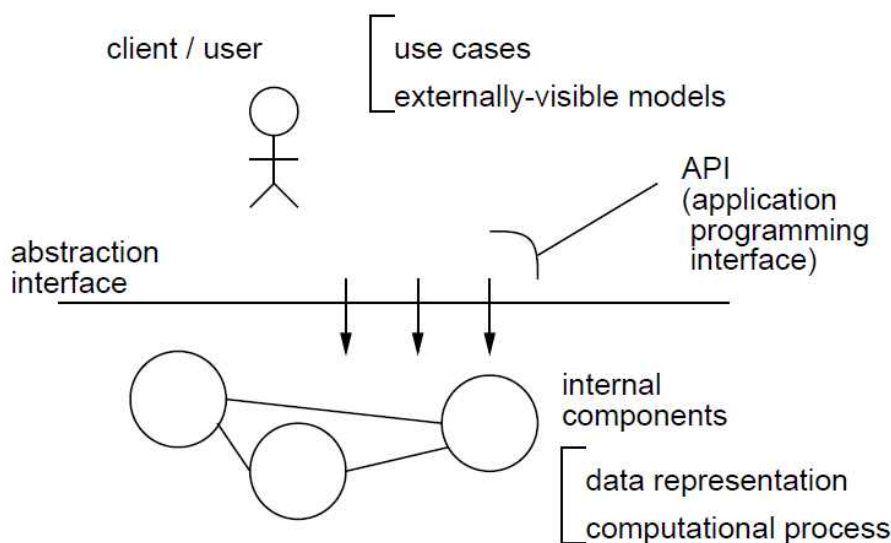 client / user
use cases
externally-visible models
API
(application
programming
interface)
abstraction
interface
internal
components
data representation
computational process